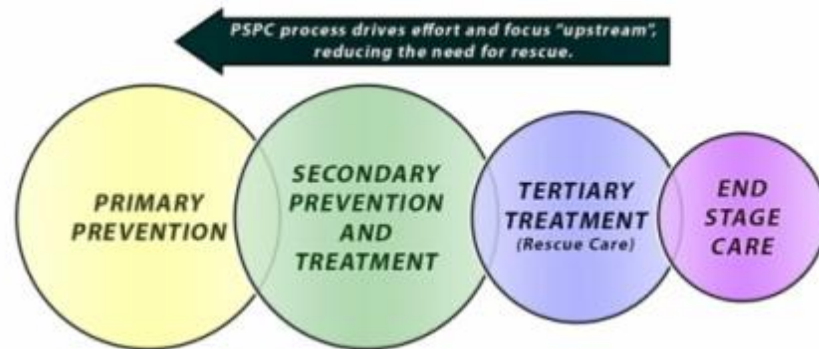 PSPC process drives effort and focus "upstream",
reducing the need for rescue.
PRIMARY
PREVENTION
SECONDARY
PREVENTION
AND
TREATMENT
TERTIARY
TREATMENT
(Rescue Care)
END
STAGE
CARE